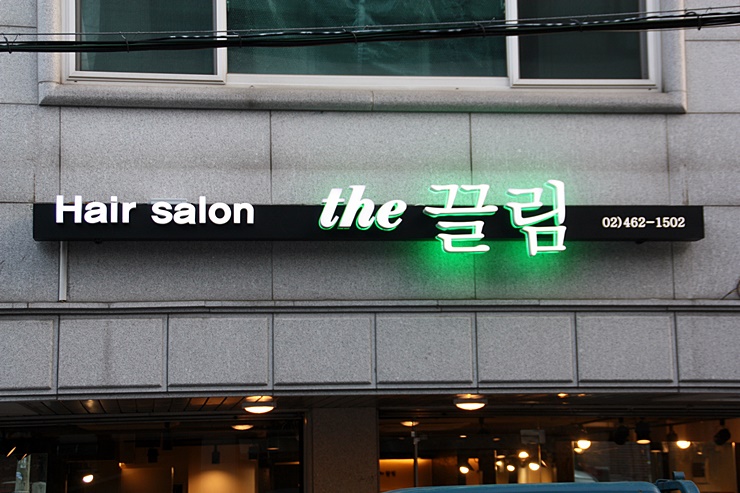 Hair salon the 끌림 02)462-1502